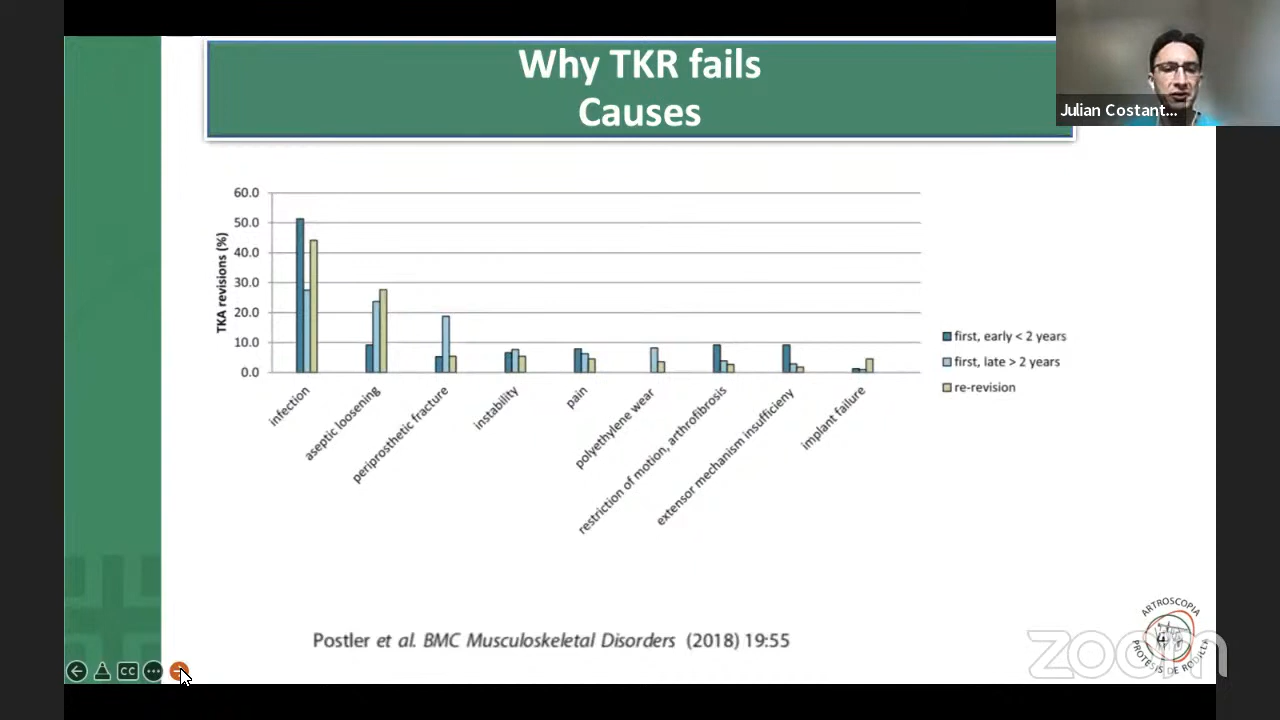 Why TKR fails
Causes
Julian Costant...
60.0
50.0
40.0
30.0
20.0
10.0
0.0
TKA revisions (%)
infection
aseptic loosening
periprosthetic fracture
instability
pain
polyethylene wear
restriction of motion, arthrofibrosis
extensor mechanism insufficieny
implant failure
first, early < 2 years
first, late > 2 years
re-revision
Postler et al. BMC Musculoskeletal Disorders (2018) 19:55
ARTROSCOPIA
PROTESIS DE RODILLA
zoom
CC